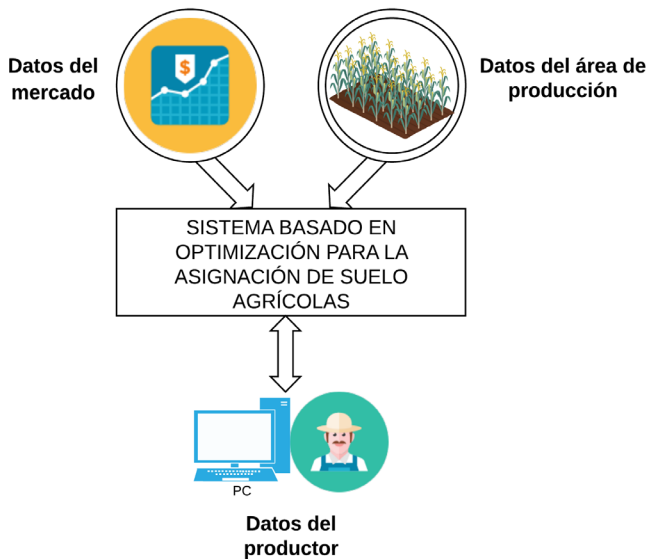 Datos del
mercado
$
Datos del área de
producción
SISTEMA BASADO EN
OPTIMIZACIÓN PARA LA
ASIGNACIÓN DE SUELO
AGRÍCOLAS
PC
Datos del
productor